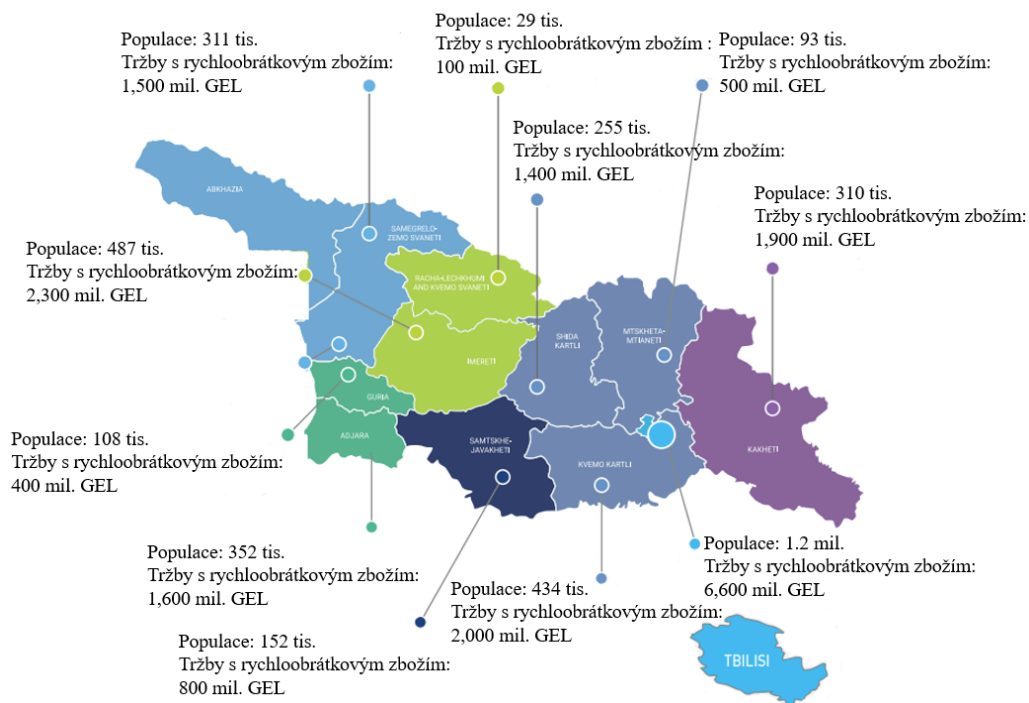 Populace: 29 tis.
Tržby s rychloobrátkovým zbožím :
100 mil. GEL
Populace: 311 tis.
Tržby s rychloobrátkovým zbožím:
1,500 mil. GEL
Populace: 93 tis.
Tržby s rychloobrátkovým zbožím:
500 mil. GEL
Populace: 255 tis.
Tržby s rychloobrátkovým zbožím:
1,400 mil. GEL
ABKHAZIA
Populace: 310 tis.
Tržby s rychloobrátkovým zbožím:
1,900 mil. GEL
SAMEGRELO-
ZEMO SVANETI
Populace: 487 tis.
Tržby s rychloobrátkovým zbožím:
2,300 mil. GEL
RACHA-LECHKHUMI
AND KVEMO SVANETI
SHIDA
KARTLI
MTSKHETA-
MTIANETI
IMERETI
GURIA
ADJARA
SAMTSKHE-
JAVAKHETI
KVEMO KARTLI
KAKHETI
Populace: 108 tis.
Tržby s rychloobrátkovým zbožím:
400 mil. GEL
Populace: 352 tis.
Tržby s rychloobrátkovým zbožím:
1,600 mil. GEL
Populace: 1.2 mil.
Tržby s rychloobrátkovým zbožím:
6,600 mil. GEL
Populace: 434 tis.
Tržby s rychloobrátkovým zbožím:
2,000 mil. GEL
Populace: 152 tis.
Tržby s rychloobrátkovým zbožím:
800 mil. GEL
TBILISI